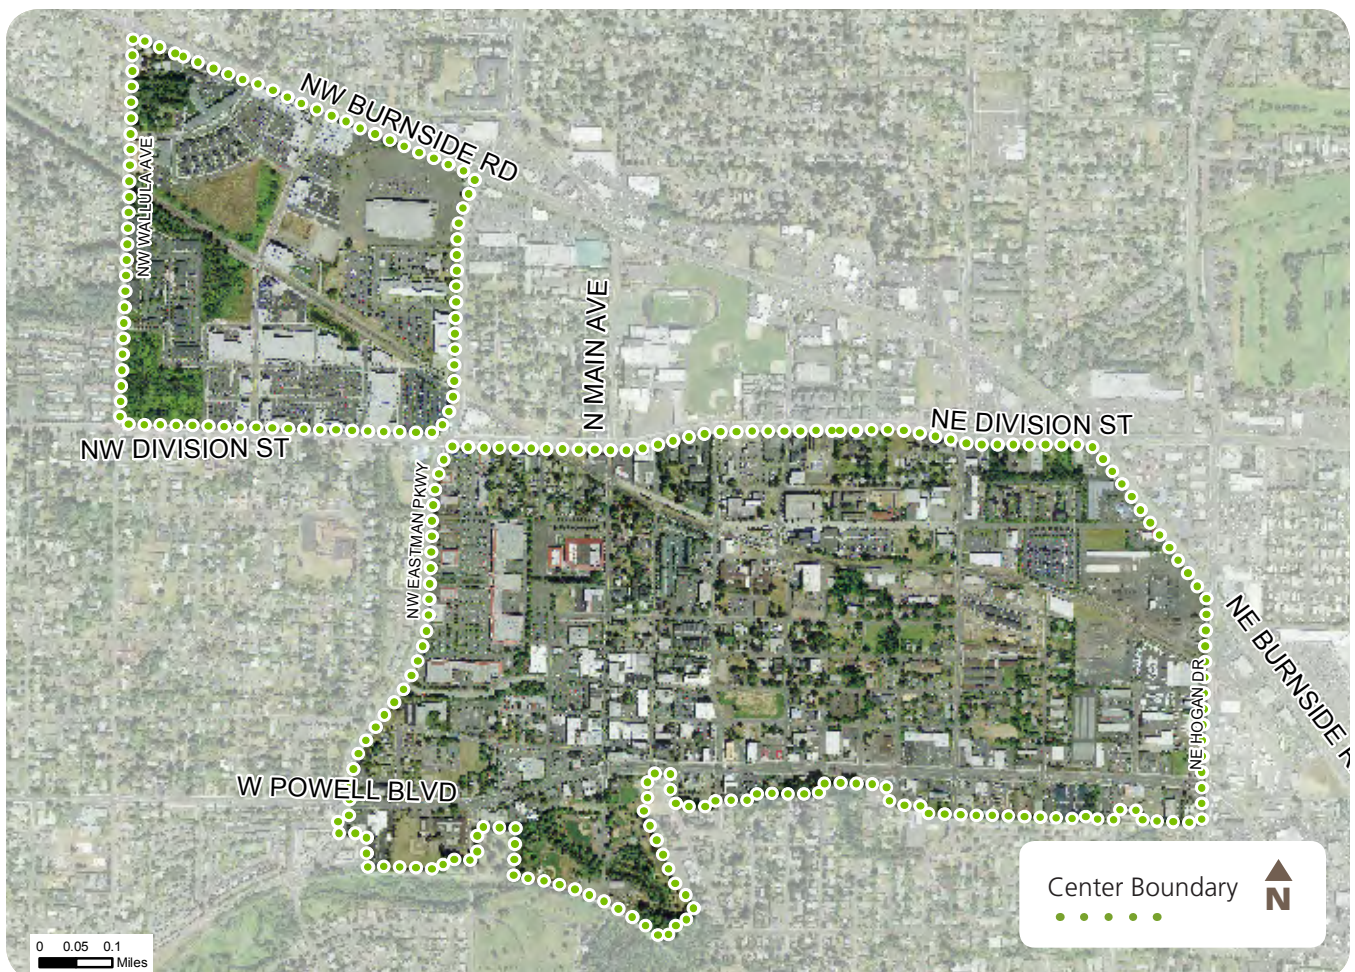 NW BURNSIDE RD
NW WALLULA AVE
N MAIN AVE
NE DIVISION ST
NW DIVISION ST
NW EASTMAN PKWY
NE BURNSIDE R
NE HOGAN DR
W POWELL BLVD
Center Boundary
N
0 0.05 0.1
Miles